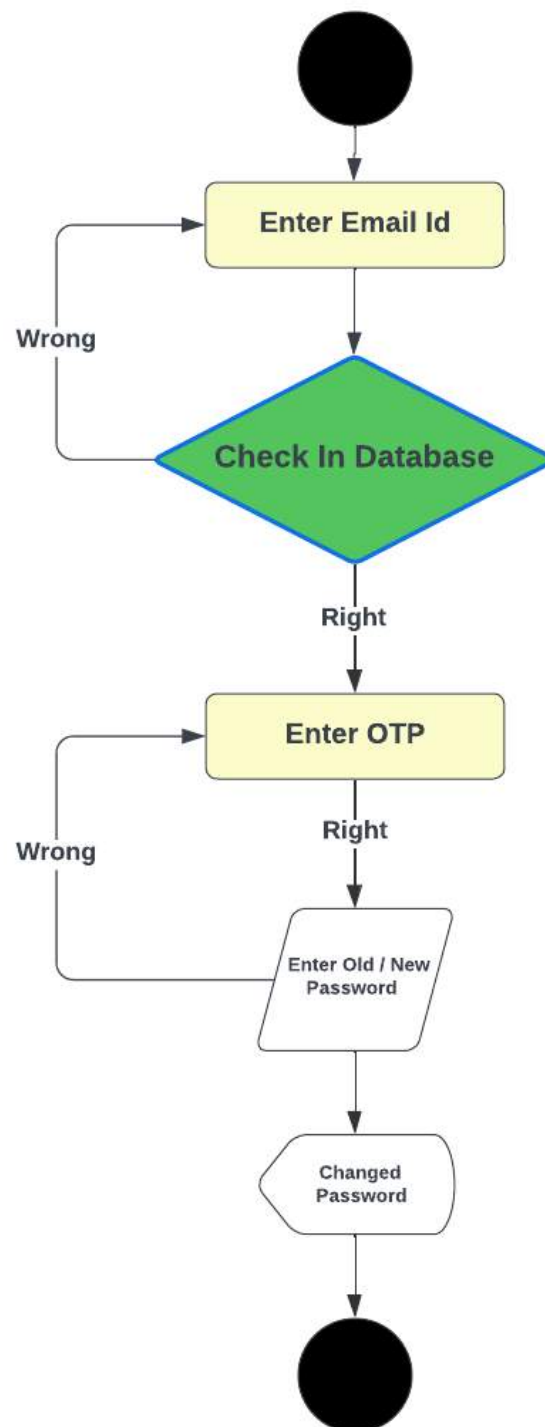 Enter Email Id
Wrong
Check In Database
Right
Enter OTP
Right
Wrong
Enter Old / New
Password
Changed
Password